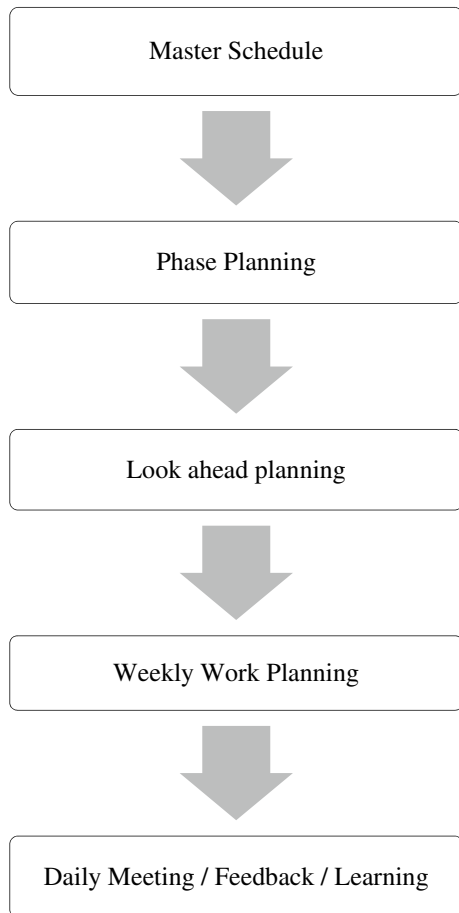 Master Schedule
Phase Planning
Look ahead planning
Weekly Work Planning
Daily Meeting / Feedback / Learning